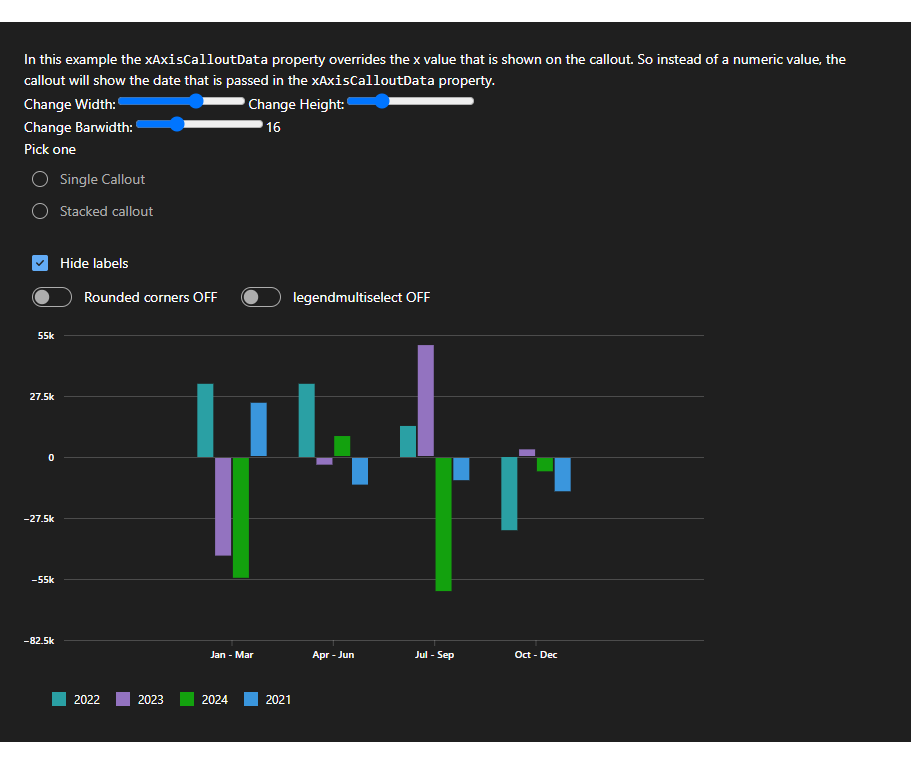 In this example the xAxisCalloutData property overrides the x value that is shown on the callout. So instead of a numeric value, the
callout will show the date that is passed in the xAxisCalloutData property.
Change Width: Change Height:
Change Barwidth: 16
Pick one
Single Callout
Stacked callout
Hide labels
Rounded corners OFF legendmultiselect OFF
55k
27.5k
0
−27.5k
−55k
−82.5k
Jan - Mar Apr - Jun Jul - Sep Oct - Dec
2022 2023 2024 2021